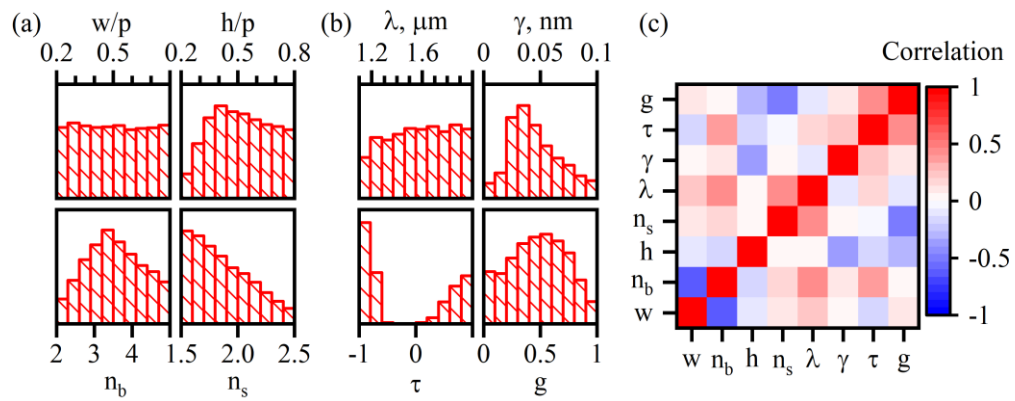 (a) w/p h/p (b) λ, μm γ, nm (c)
0.2 0.5 0.2 0.5 0.8 1.2 1.6 0 0.05 0.1
Correlation
g
τ
γ
λ
n_s
h
n_b
w
1
0.5
0
-0.5
-1
2 3 4 1.5 2.0 2.5 -1 0 0 0.5 1
n_b n_s τ g
w n_b h n_s λ γ τ g